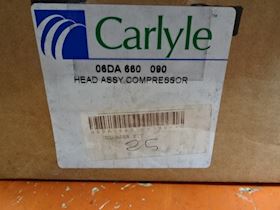 Carlyle
06DA 660 090
HEAD ASSY,COMPRESSOR
25